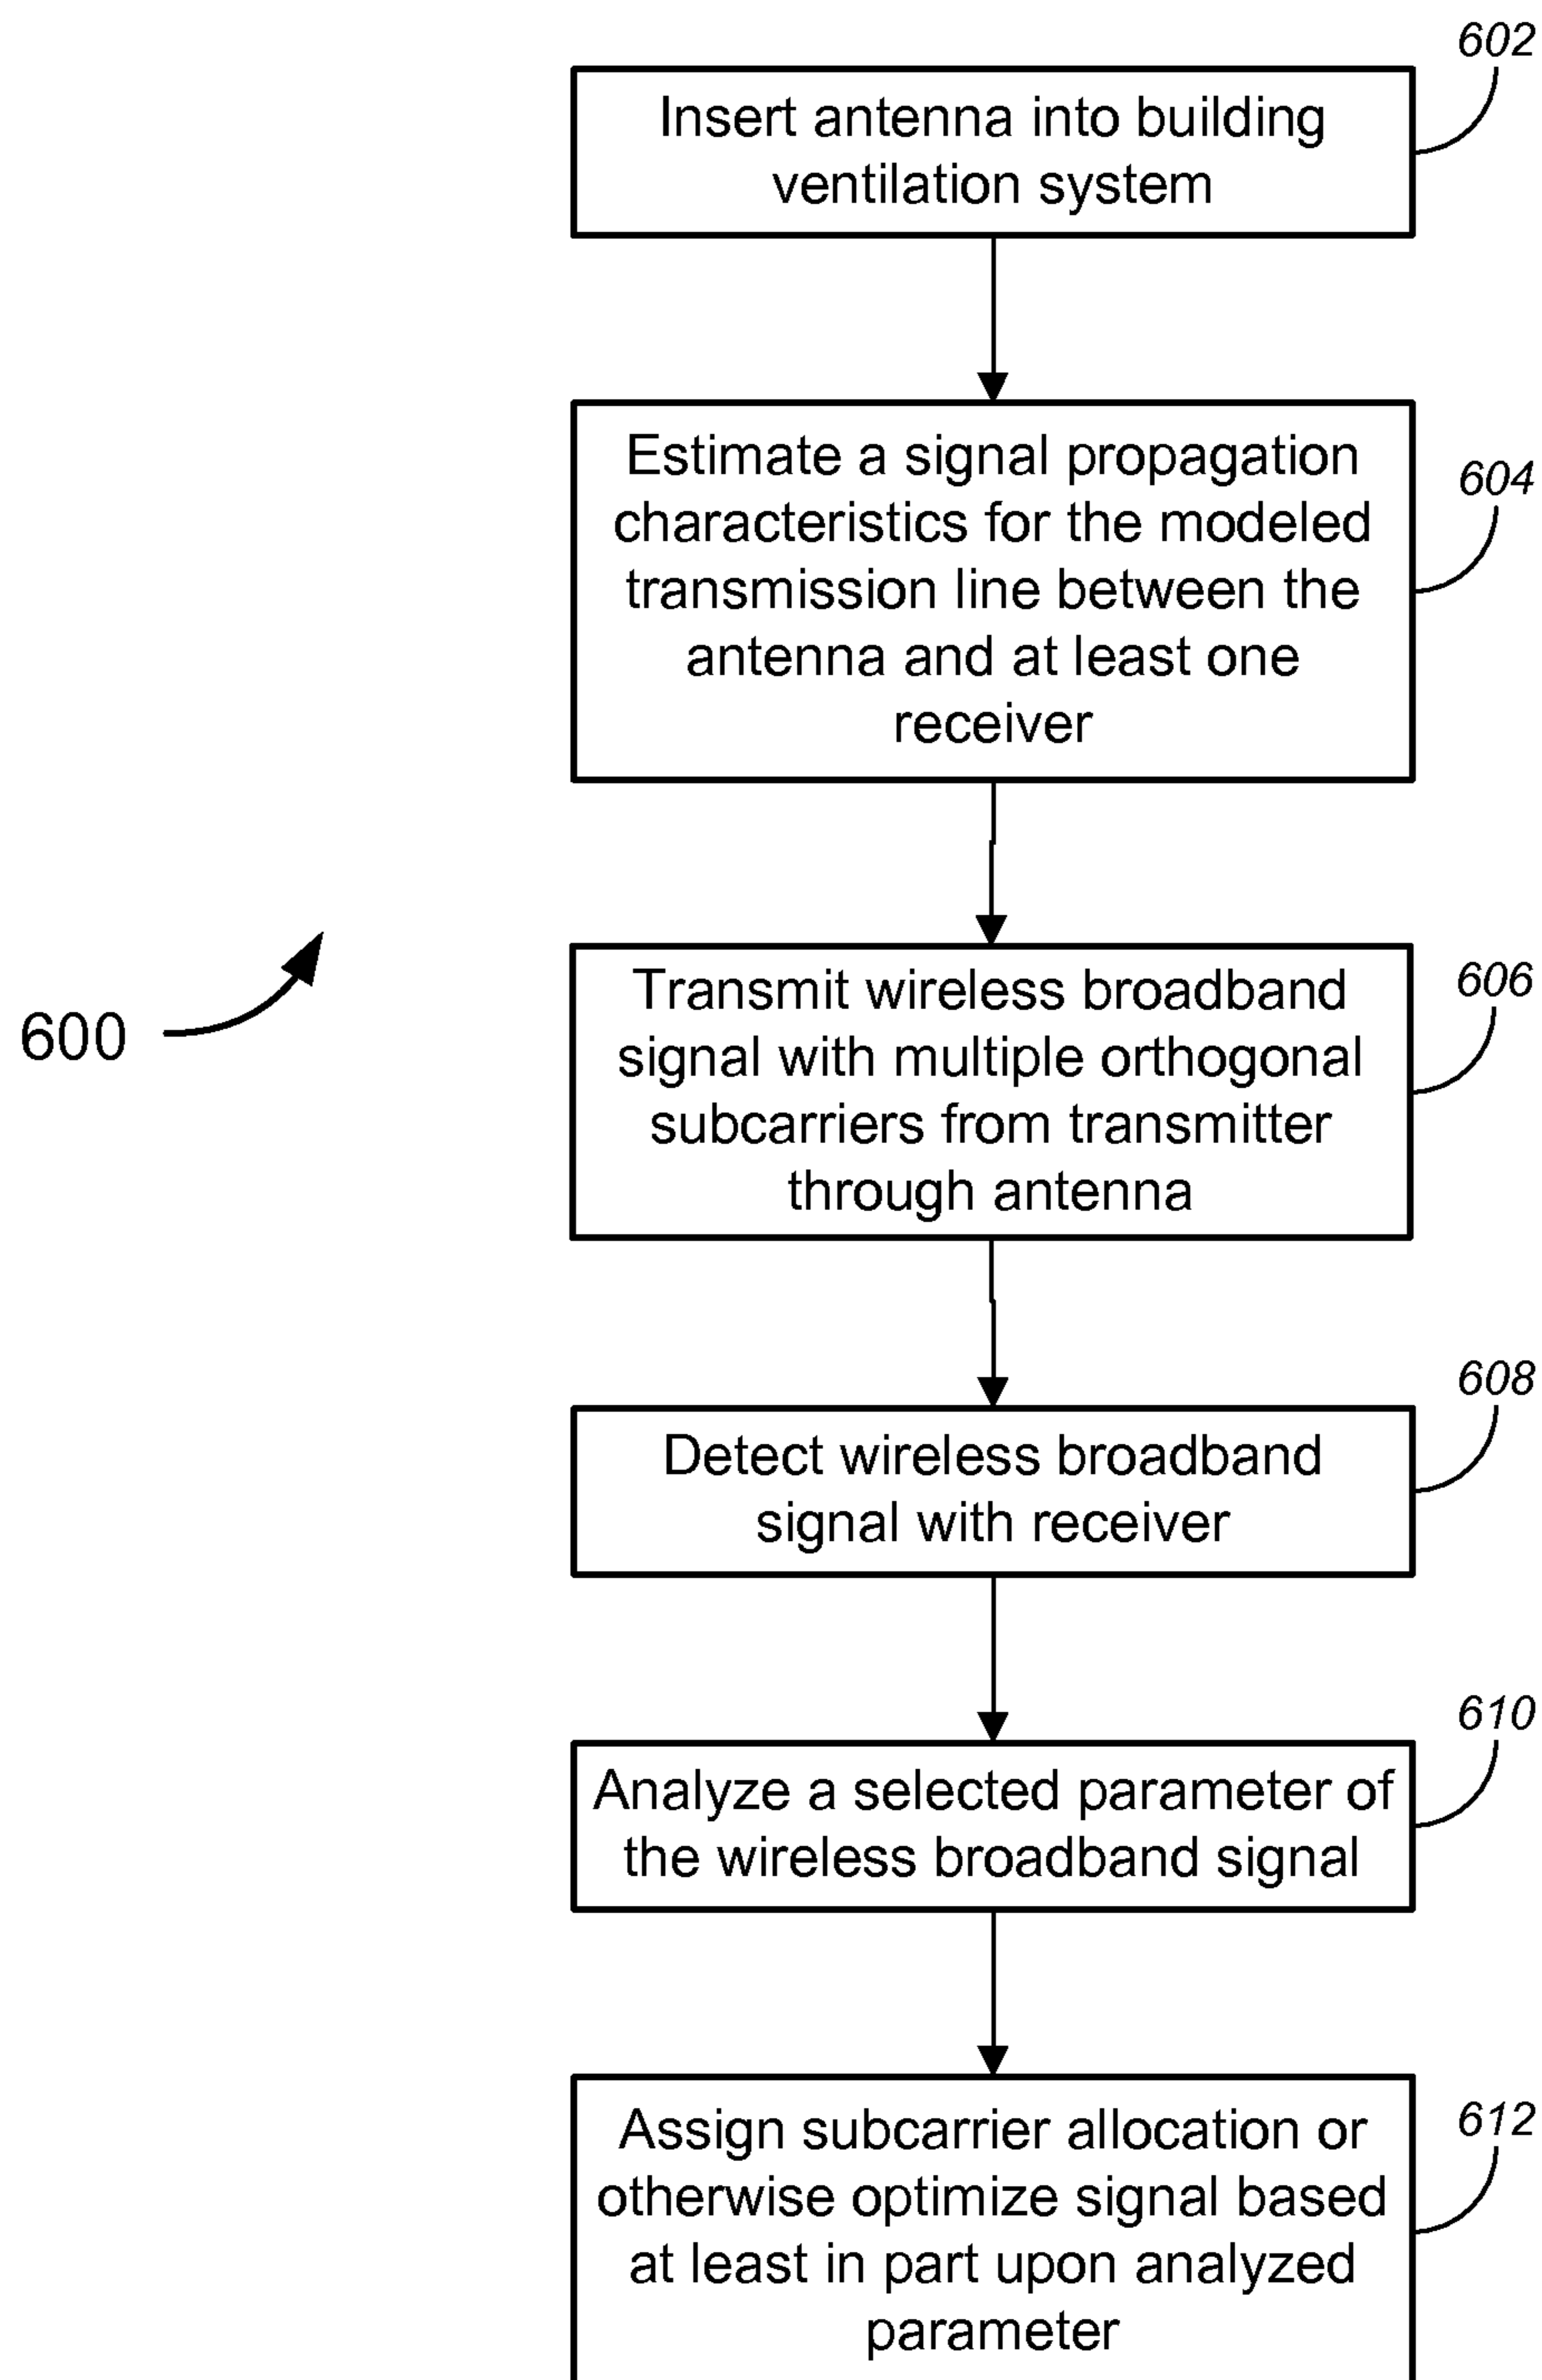 602
Insert antenna into building
ventilation system
604
Estimate a signal propagation
characteristics for the modeled
transmission line between the
antenna and at least one
receiver
600
606
Transmit wireless broadband
signal with multiple orthogonal
subcarriers from transmitter
through antenna
608
Detect wireless broadband
signal with receiver
610
Analyze a selected parameter of
the wireless broadband signal
612
Assign subcarrier allocation or
otherwise optimize signal based
at least in part upon analyzed
parameter